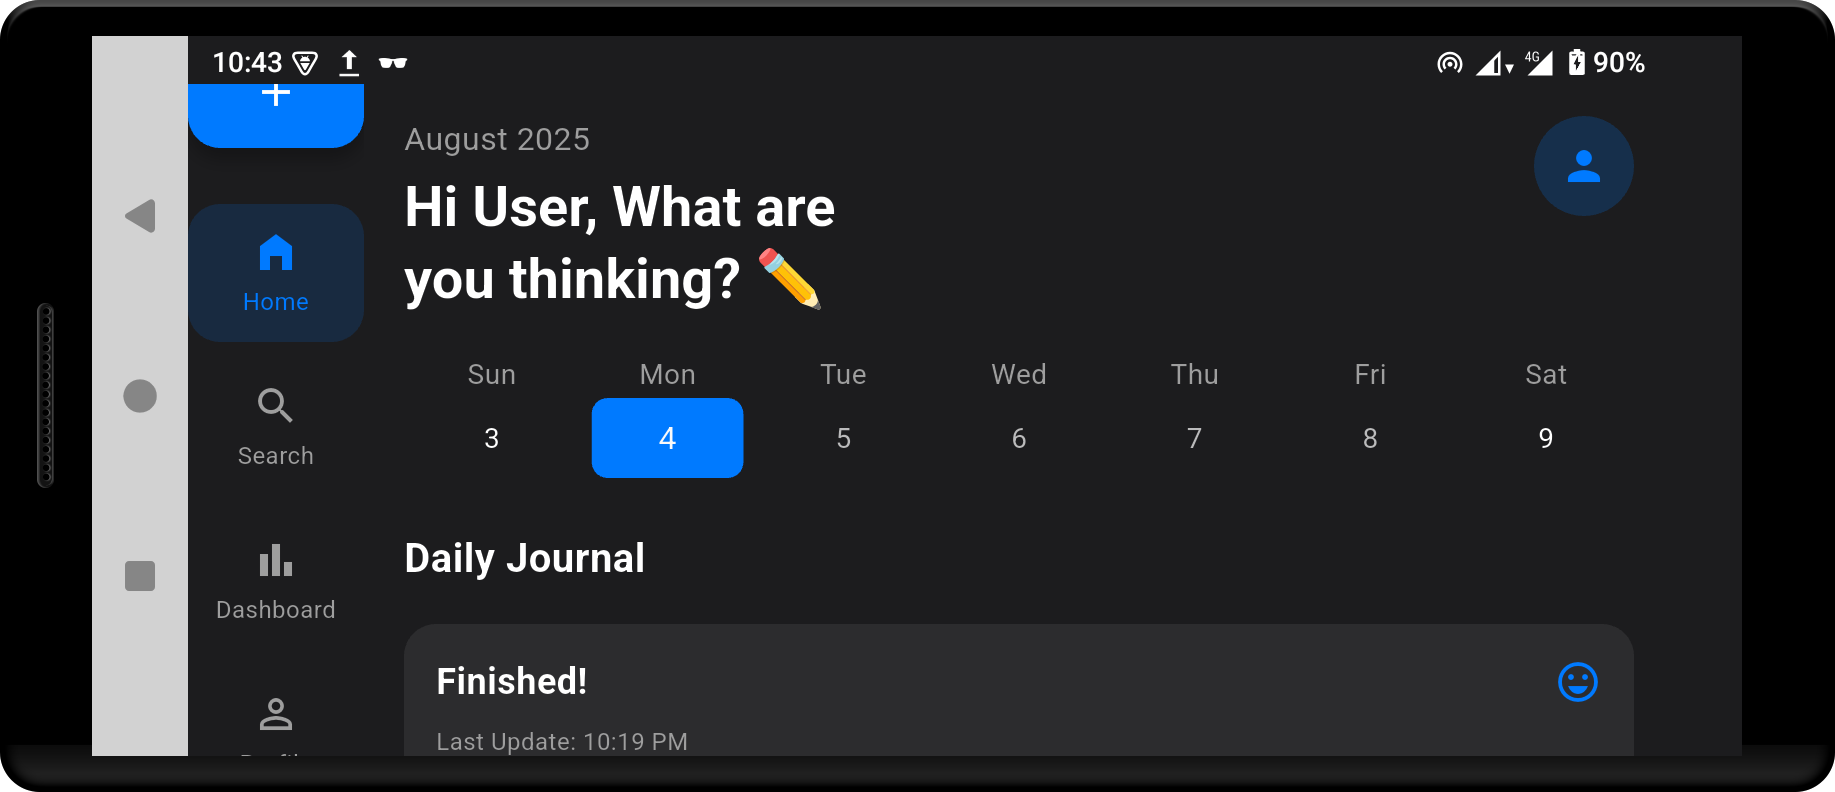 10:43
4G
90%
August 2025
Hi User, What are
you thinking? ✏️
Home
Search
Dashboard
Sun Mon Tue Wed Thu Fri Sat
3 4 5 6 7 8 9
Daily Journal
Finished!
Last Update: 10:19 PM